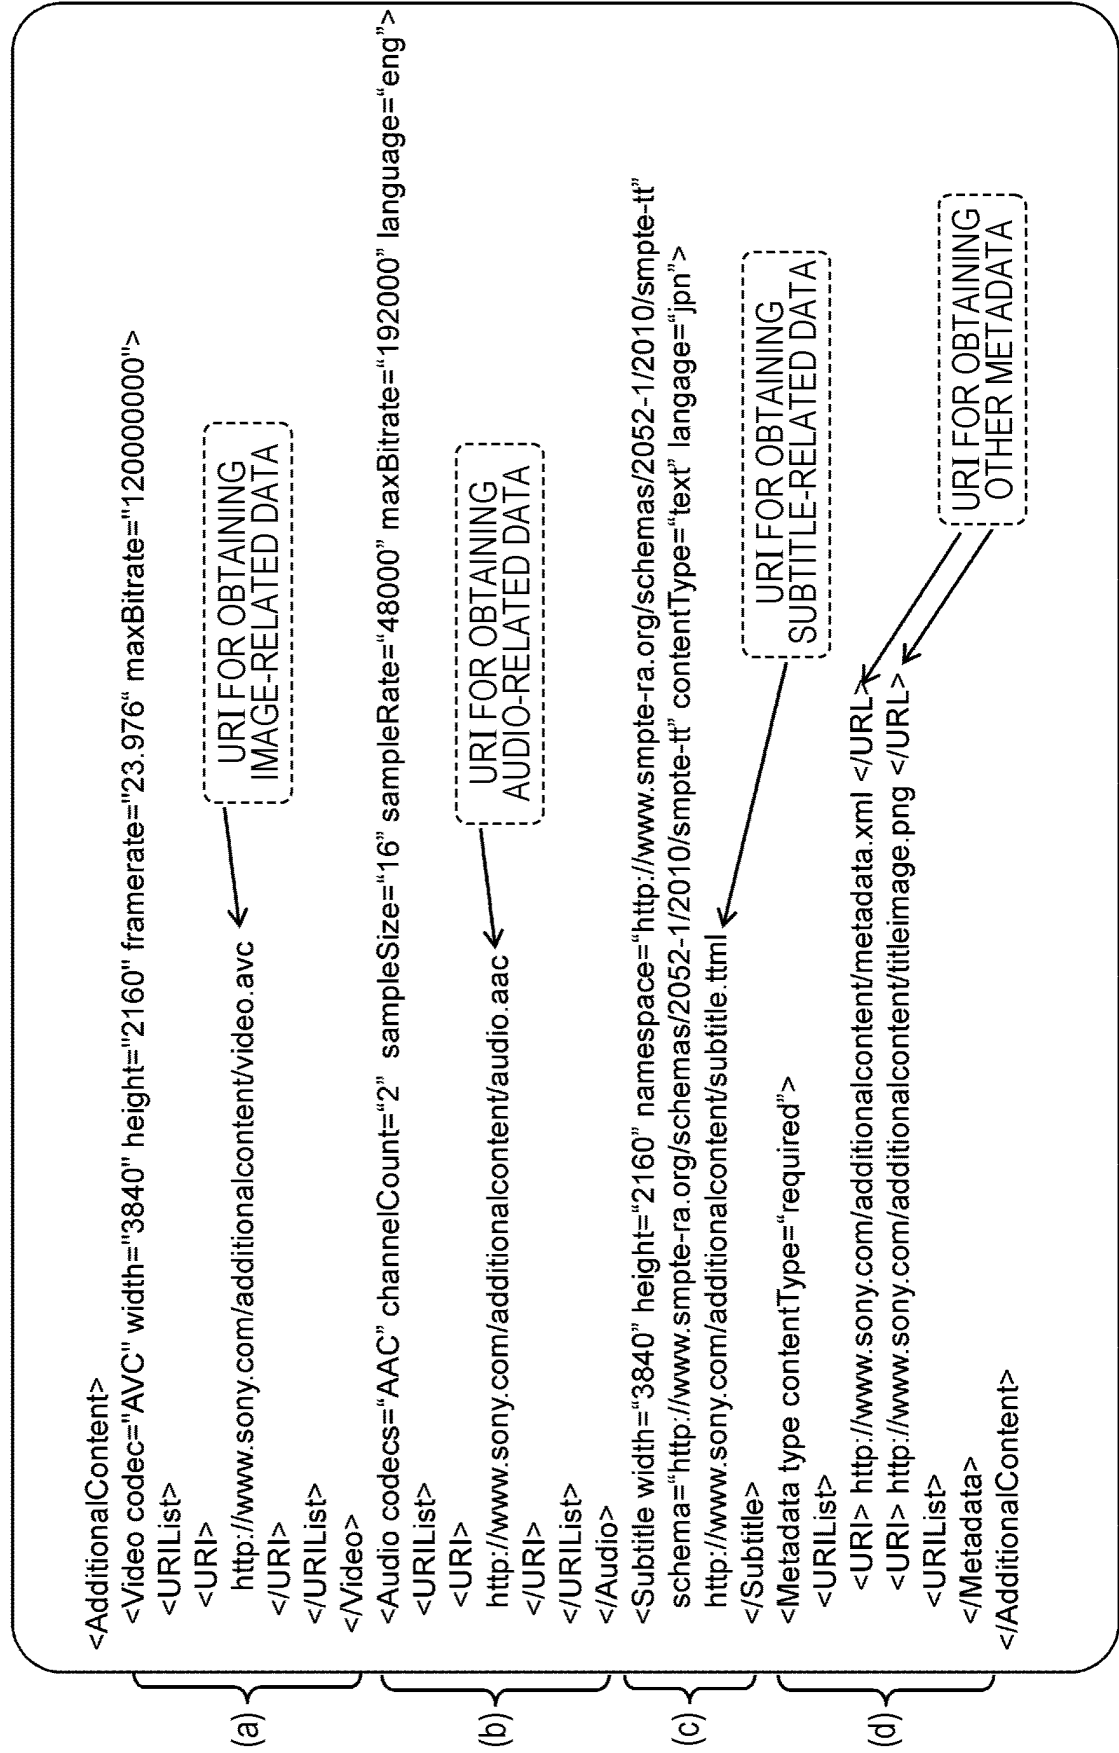 <AdditionalContent>
<Video codec="AVC" width="3840" height="2160" framerate="23.976“ maxBitrate="12000000">
<URIList>
<URI>
http://www.sony.com/additionalcontent/video.avc
</URI>
</URIList>
</Video>
URI FOR OBTAINING
IMAGE-RELATED DATA
(a)
<Audio codecs=“AAC” channelCount=“2” sampleSize=“16” sampleRate=“48000” maxBitrate=“192000” language=“eng”>
<URIList>
<URI>
http://www.sony.com/additionalcontent/audio.aac
</URI>
</URIList>
</Audio>
URI FOR OBTAINING
AUDIO-RELATED DATA
(b)
<Subtitle width=“3840” height=“2160” namespace=“http://www.smpte-ra.org/schemas/2052-1/2010/smpte-tt”
schema=“http://www.smpte-ra.org/schemas/2052-1/2010/smpte-tt” contentType=“text” langage=“jpn”>
http://www.sony.com/additionalcontent/subtitle.ttml
</Subtitle>
URI FOR OBTAINING
SUBTITLE-RELATED DATA
(c)
<Metadata type contentType=“required”>
<URIList>
<URI> http://www.sony.com/additionalcontent/metadata.xml </URL>
<URI> http://www.sony.com/additionalcontent/titleimage.png </URL>
<URIList>
</Metadata>
URI FOR OBTAINING
OTHER METADATA
(d)
</AdditionalContent>